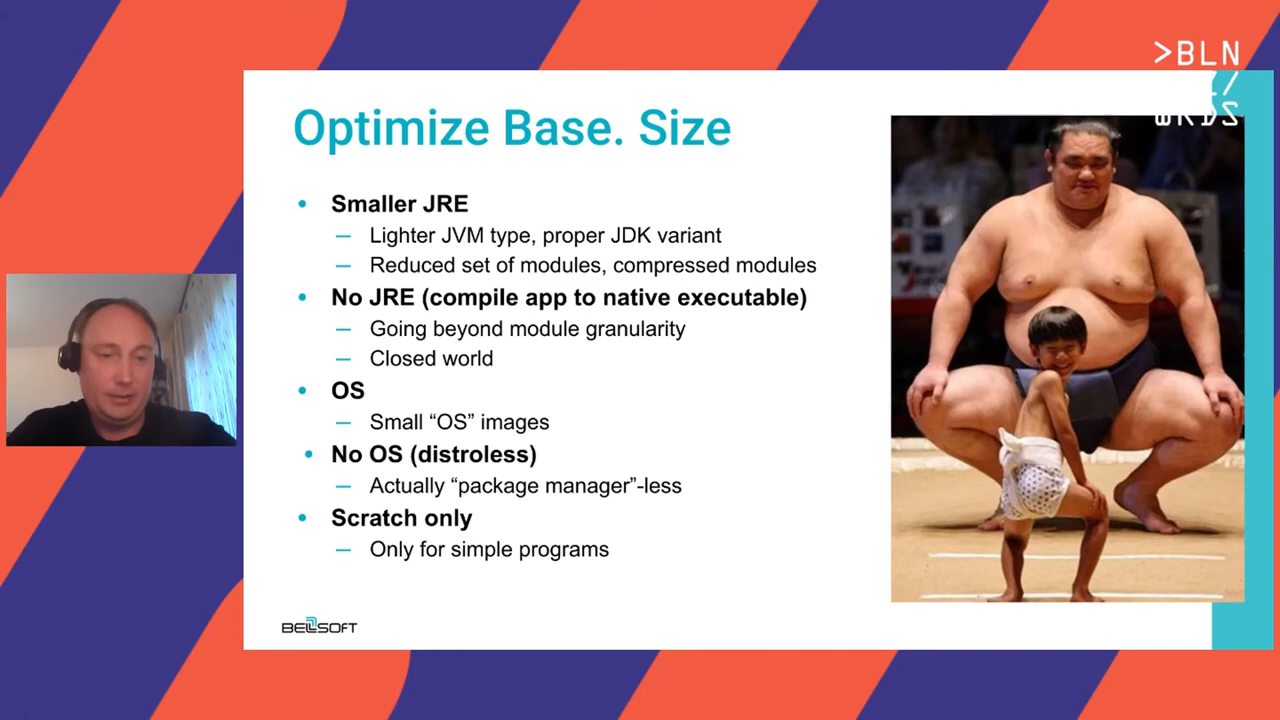 >BLN
/
WRDS
Optimize Base. Size
• Smaller JRE
— Lighter JVM type, proper JDK variant
— Reduced set of modules, compressed modules
• No JRE (compile app to native executable)
— Going beyond module granularity
— Closed world
• OS
— Small “OS” images
• No OS (distroless)
— Actually “package manager”-less
• Scratch only
— Only for simple programs
BELLSOFT